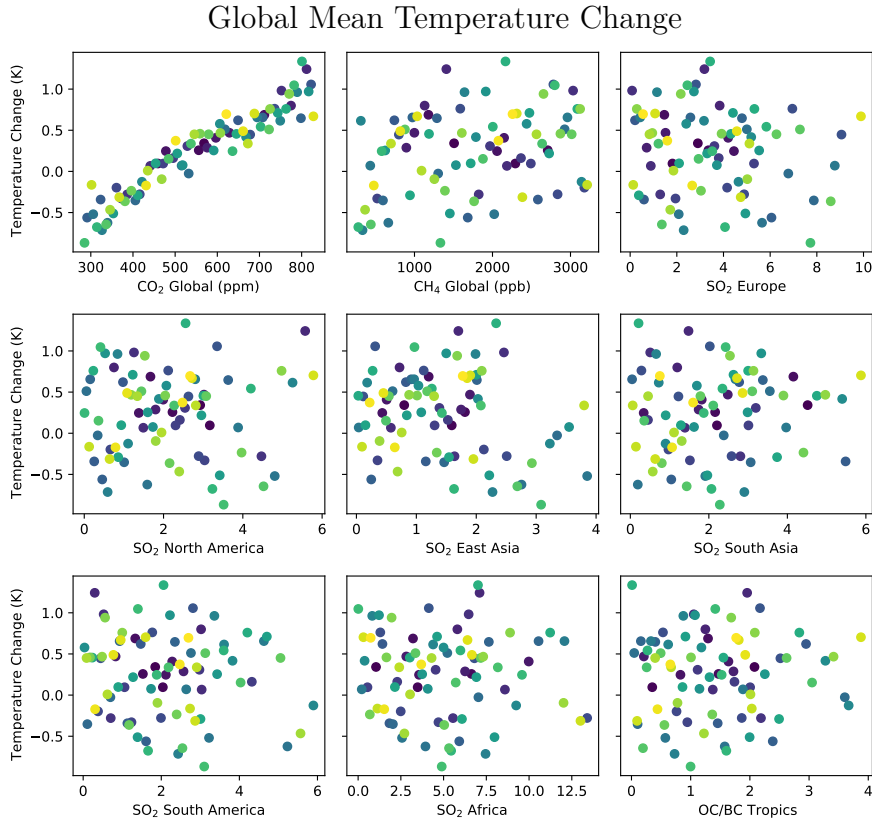 Global Mean Temperature Change
Temperature Change (K)
1.0
0.5
0.0
−0.5
300 400 500 600 700 800
CO₂ Global (ppm)
1000 2000 3000
CH₄ Global (ppb)
0 2 4 6 8 10
SO₂ Europe
Temperature Change (K)
1.0
0.5
0.0
−0.5
0 2 4 6
SO₂ North America
0 1 2 3 4
SO₂ East Asia
0 2 4 6
SO₂ South Asia
Temperature Change (K)
1.0
0.5
0.0
−0.5
0 2 4 6
SO₂ South America
0.0 2.5 5.0 7.5 10.0 12.5
SO₂ Africa
0 1 2 3 4
OC/BC Tropics